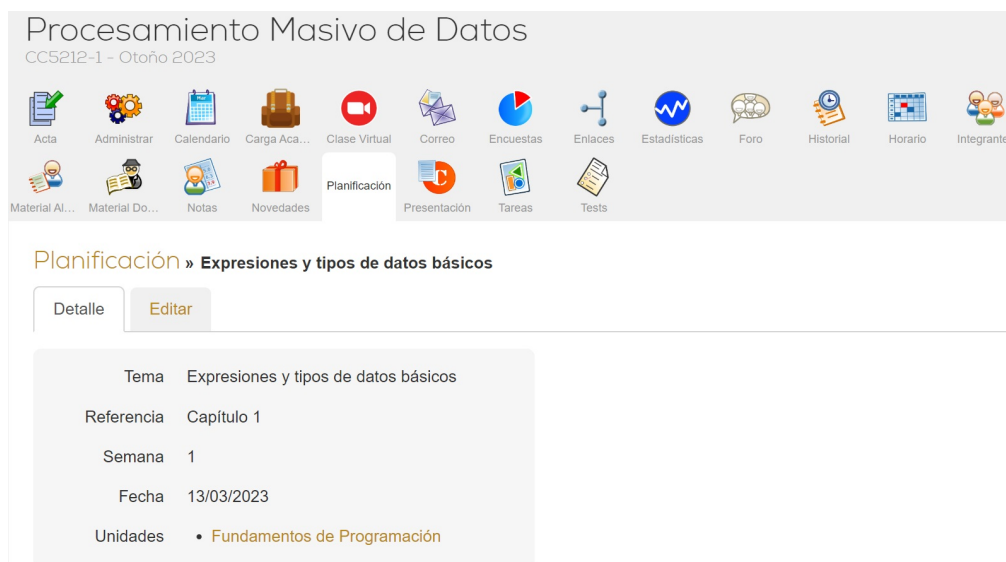 Procesamiento Masivo de Datos
CC5212-1 - Otoño 2023
Acta Administrar Calendario Carga Aca... Clase Virtual Correo Encuestas Enlaces Estadísticas Foro Historial Horario Integrante
Material Al... Material Do... Notas Novedades Planificación Presentación Tareas Tests
Planificación » Expresiones y tipos de datos básicos
Detalle Editar
Tema Expresiones y tipos de datos básicos
Referencia Capítulo 1
Semana 1
Fecha 13/03/2023
Unidades • Fundamentos de Programación